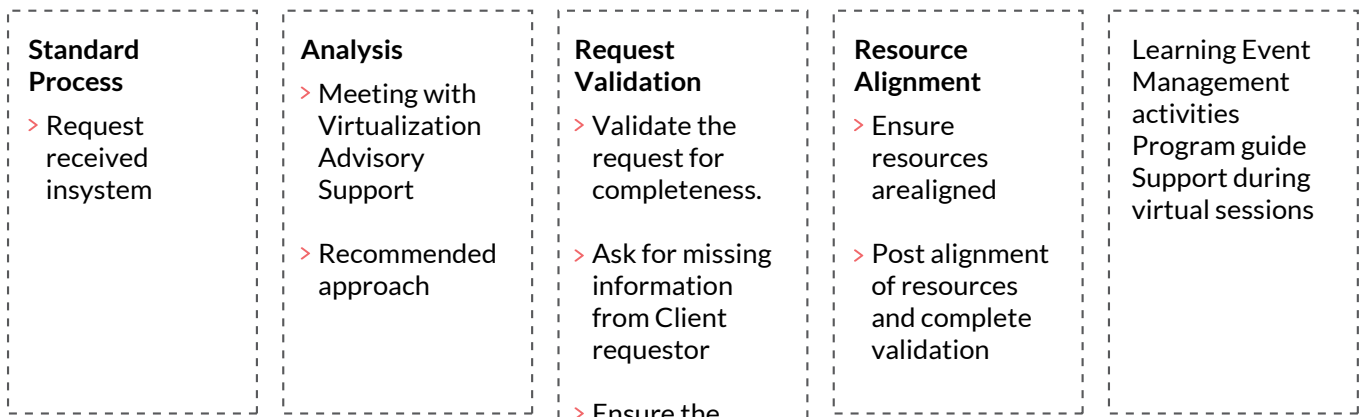 Standard
Process
> Request
received
insystem
Analysis
> Meeting with
Virtualization
Advisory
Support
> Recommended
approach
Request
Validation
> Validate the
request for
completeness.
> Ask for missing
information
from Client
requestor
> Ensure the
Resource
Alignment
> Ensure
resources
arealigned
> Post alignment
of resources
and complete
validation
Learning Event
Management
activities
Program guide
Support during
virtual sessions